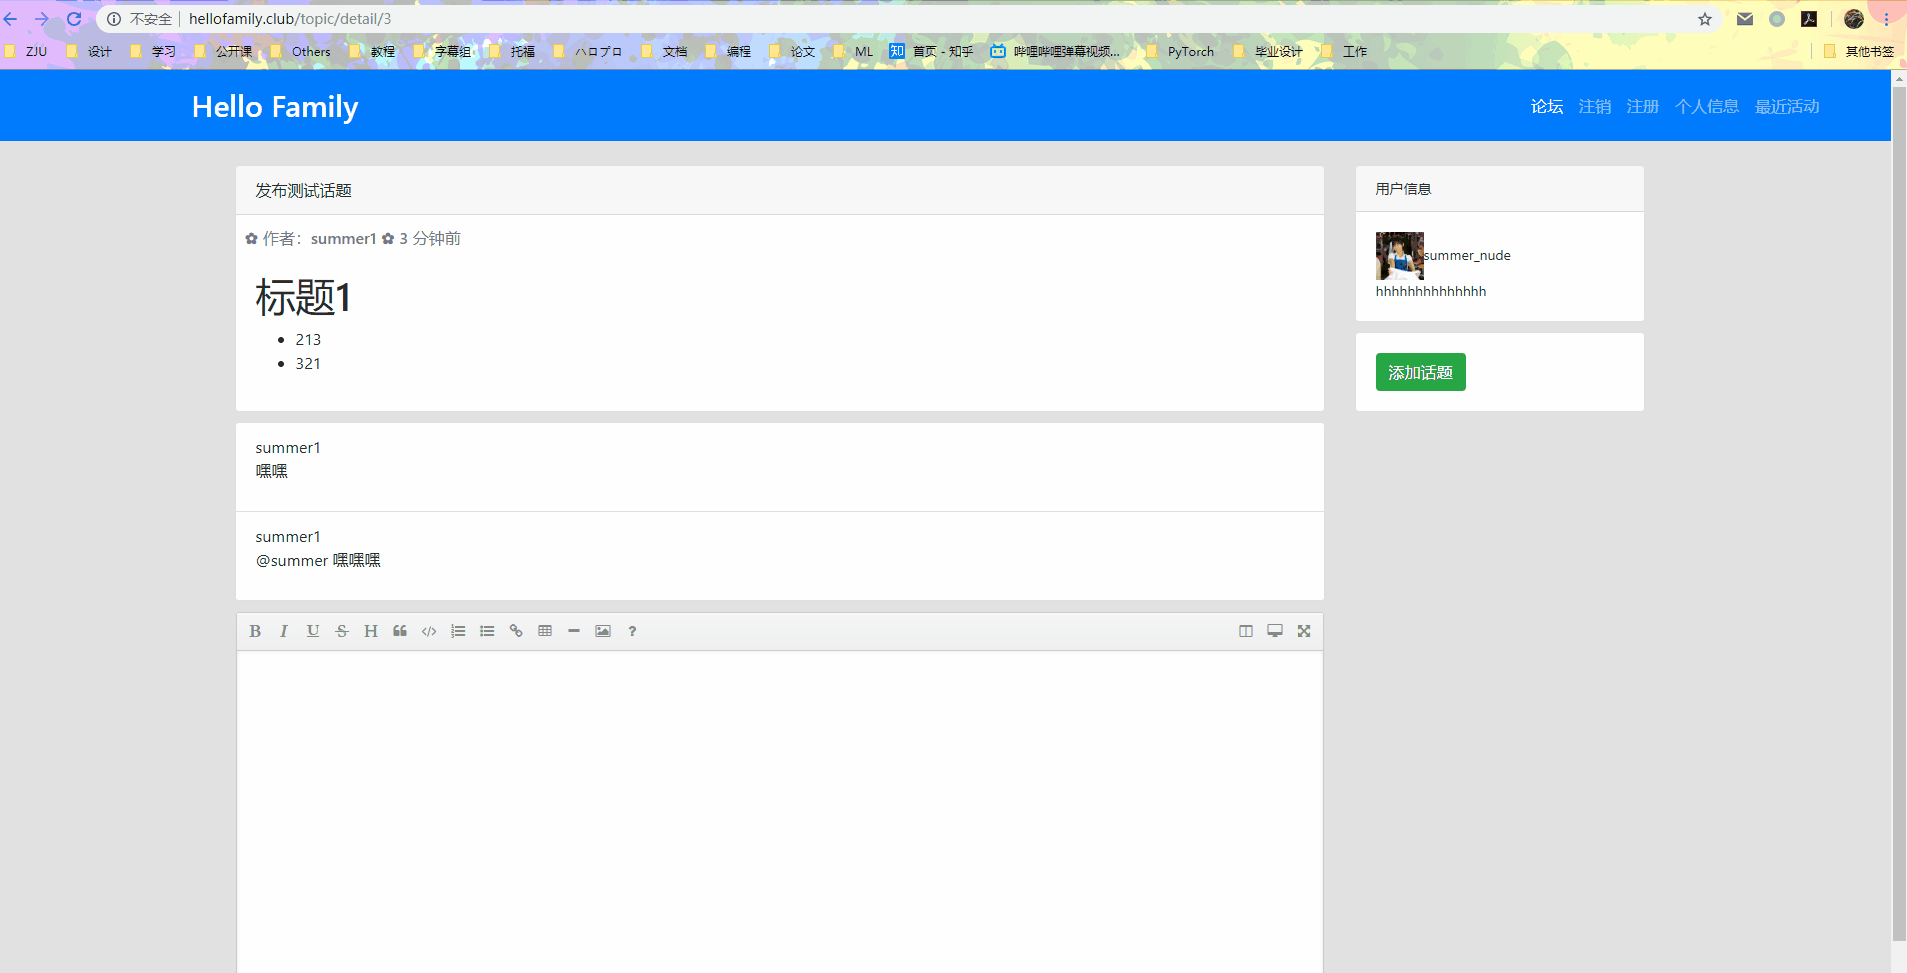 不安全 hellofamily.club/topic/detail/3
ZJU 设计 学习 公开课 Others 教程 字幕组 托福 ハロプロ 文档 编程 论文 ML 知 首页 - 知乎 哔哩哔哩弹幕视频... PyTorch 毕业设计 工作 其他书签
Hello Family 论坛 注销 注册 个人信息 最近活动
发布测试话题
✿ 作者：summer1 ✿ 3 分钟前
标题1
• 213
• 321
用户信息
summer_nude
hhhhhhhhhhhhhh
添加话题
summer1
嘿嘿
summer1
@summer 嘿嘿嘿
B I U S H ?